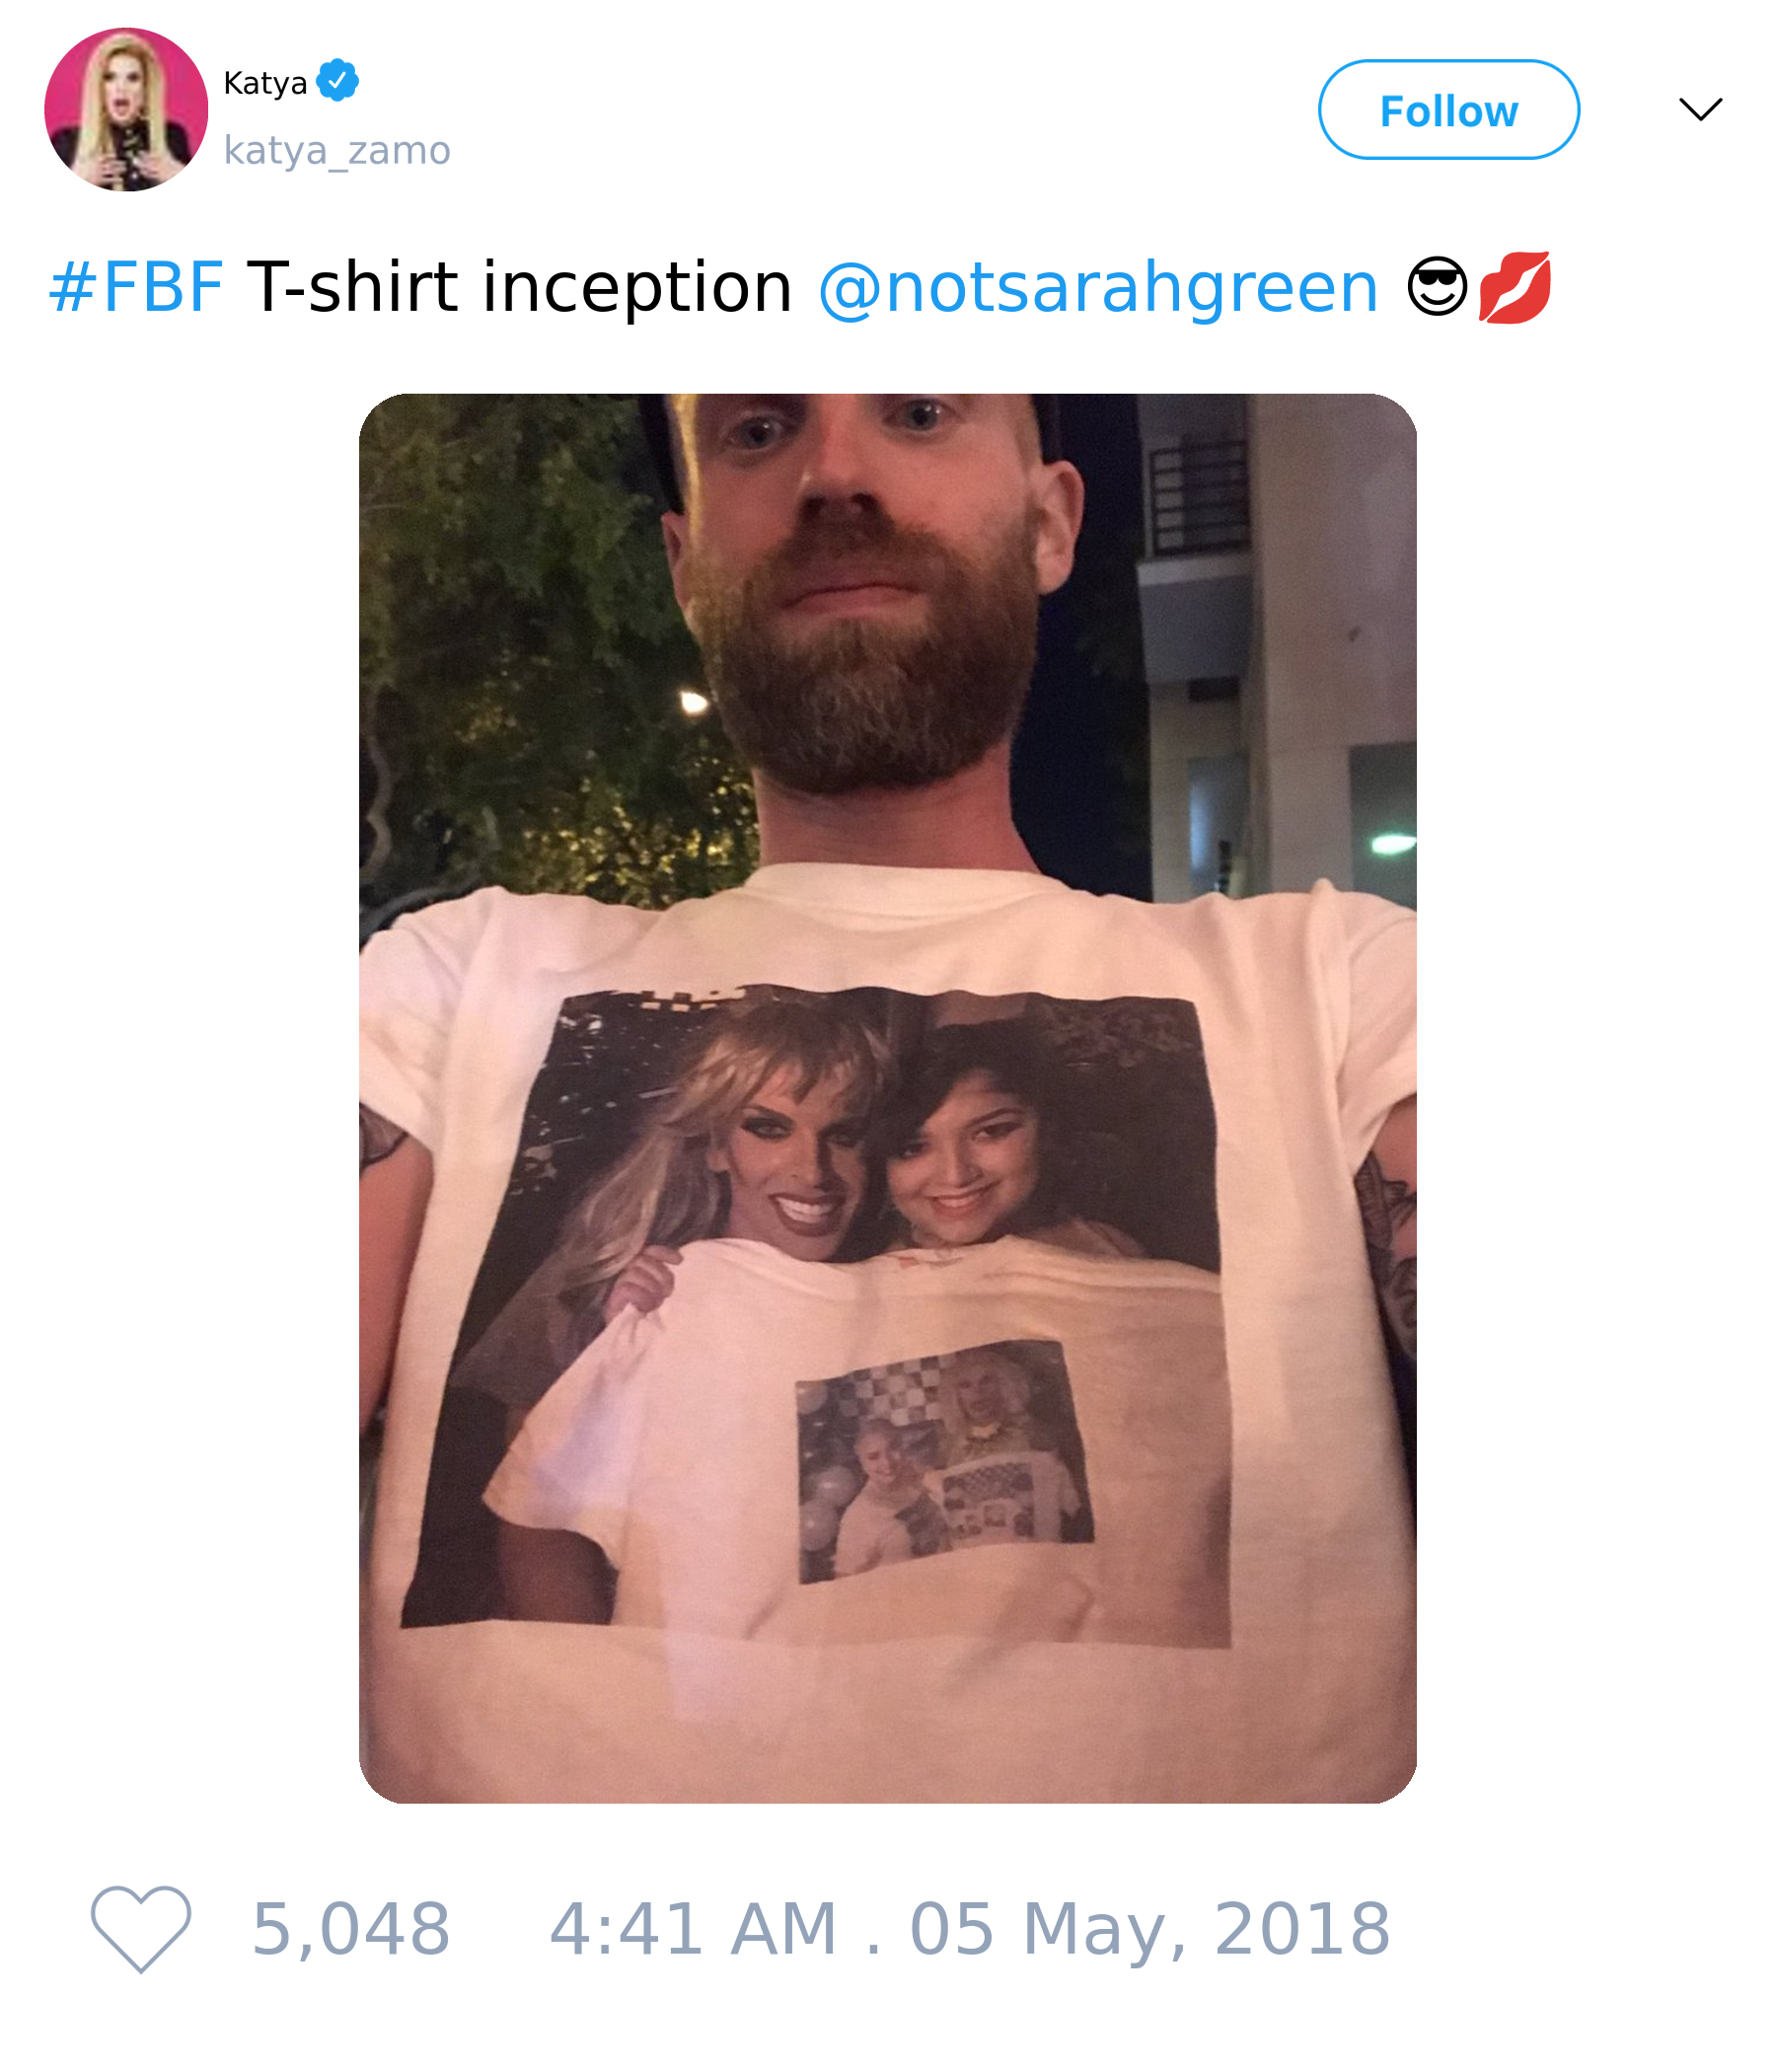 Katya
katya_zamo
Follow
#FBF T-shirt inception @notsarahgreen 😎💋
5,048 4:41 AM . 05 May, 2018